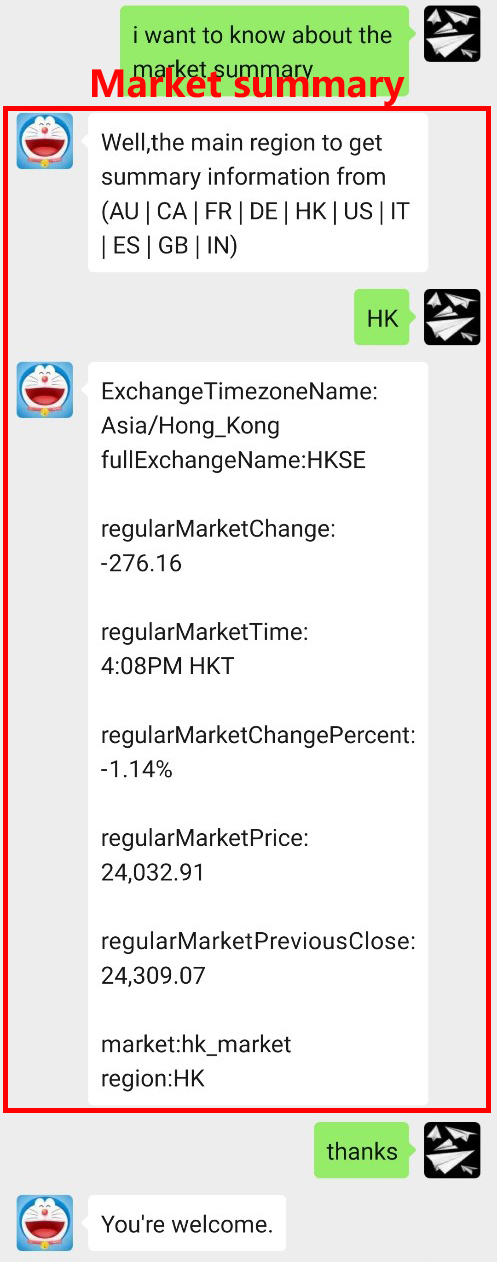 i want to know about the
market summary
Market summary
Well,the main region to get
summary information from
(AU | CA | FR | DE | HK | US | IT
| ES | GB | IN)
HK
ExchangeTimezoneName:
Asia/Hong_Kong
fullExchangeName:HKSE
regularMarketChange:
-276.16
regularMarketTime:
4:08PM HKT
regularMarketChangePercent:
-1.14%
regularMarketPrice:
24,032.91
regularMarketPreviousClose:
24,309.07
market:hk_market
region:HK
thanks
You're welcome.